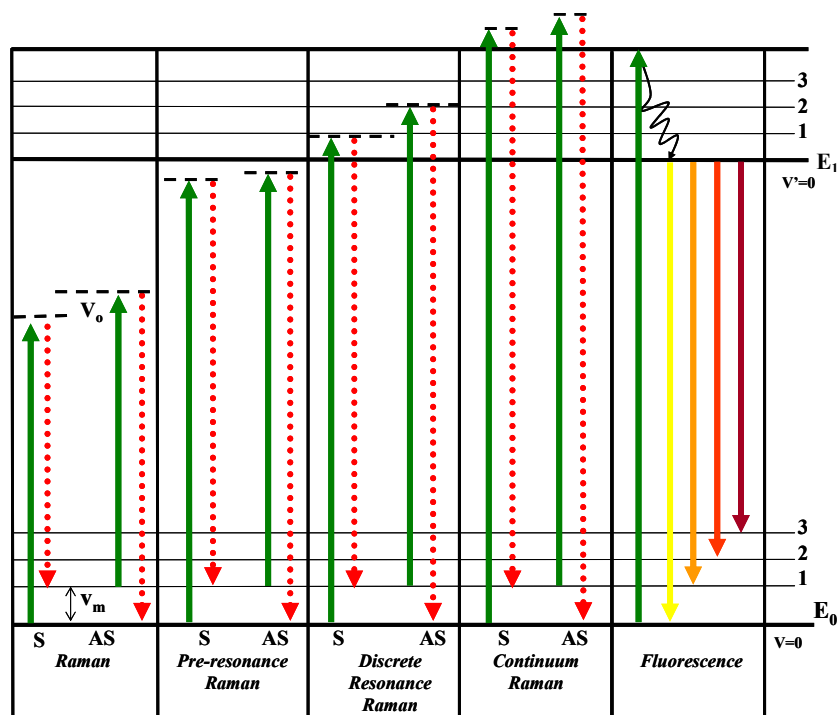 3
2
1
E1
V'=0
Vo
3
2
1
vm
E0
S AS S AS S AS S AS V=0
Raman Pre-resonance Discrete Continuum Fluorescence
Raman Resonance Raman
Raman